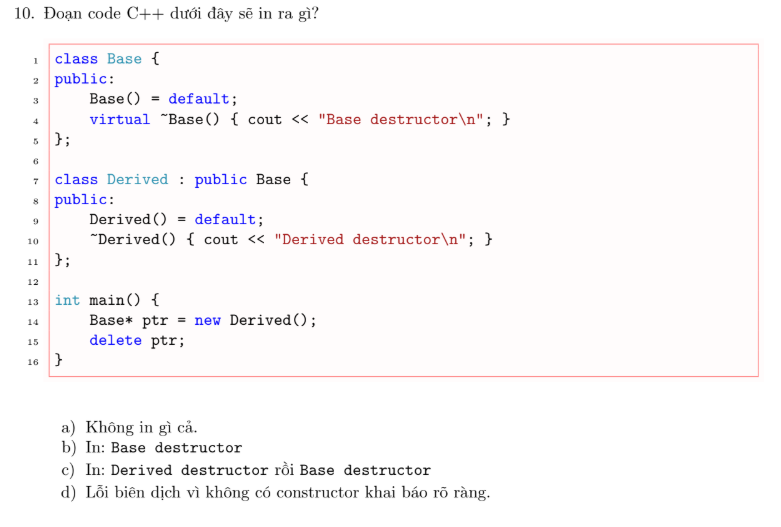 10. Đoạn code C++ dưới đây sẽ in ra gì?
1 class Base {
2 public:
3     Base() = default;
4     virtual ~Base() { cout << "Base destructor\n"; }
5 };
6
7 class Derived : public Base {
8 public:
9     Derived() = default;
10     ~Derived() { cout << "Derived destructor\n"; }
11 };
12
13 int main() {
14     Base* ptr = new Derived();
15     delete ptr;
16 }
a) Không in gì cả.
b) In: Base destructor
c) In: Derived destructor rồi Base destructor
d) Lỗi biên dịch vì không có constructor khai báo rõ ràng.